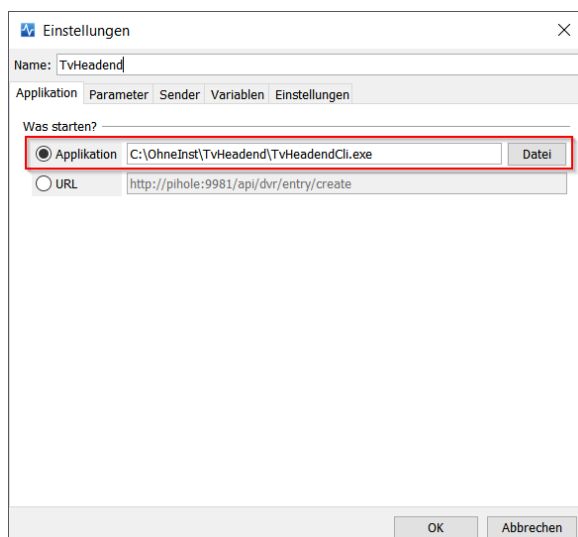 Einstellungen
Name: TvHeadend
Applikation Parameter Sender Variablen Einstellungen
Was starten?
Applikation C:\OhneInst\TvHeadend\TvHeadendCli.exe Datei
URL http://pihole:9981/api/dvr/entry/create
OK Abbrechen